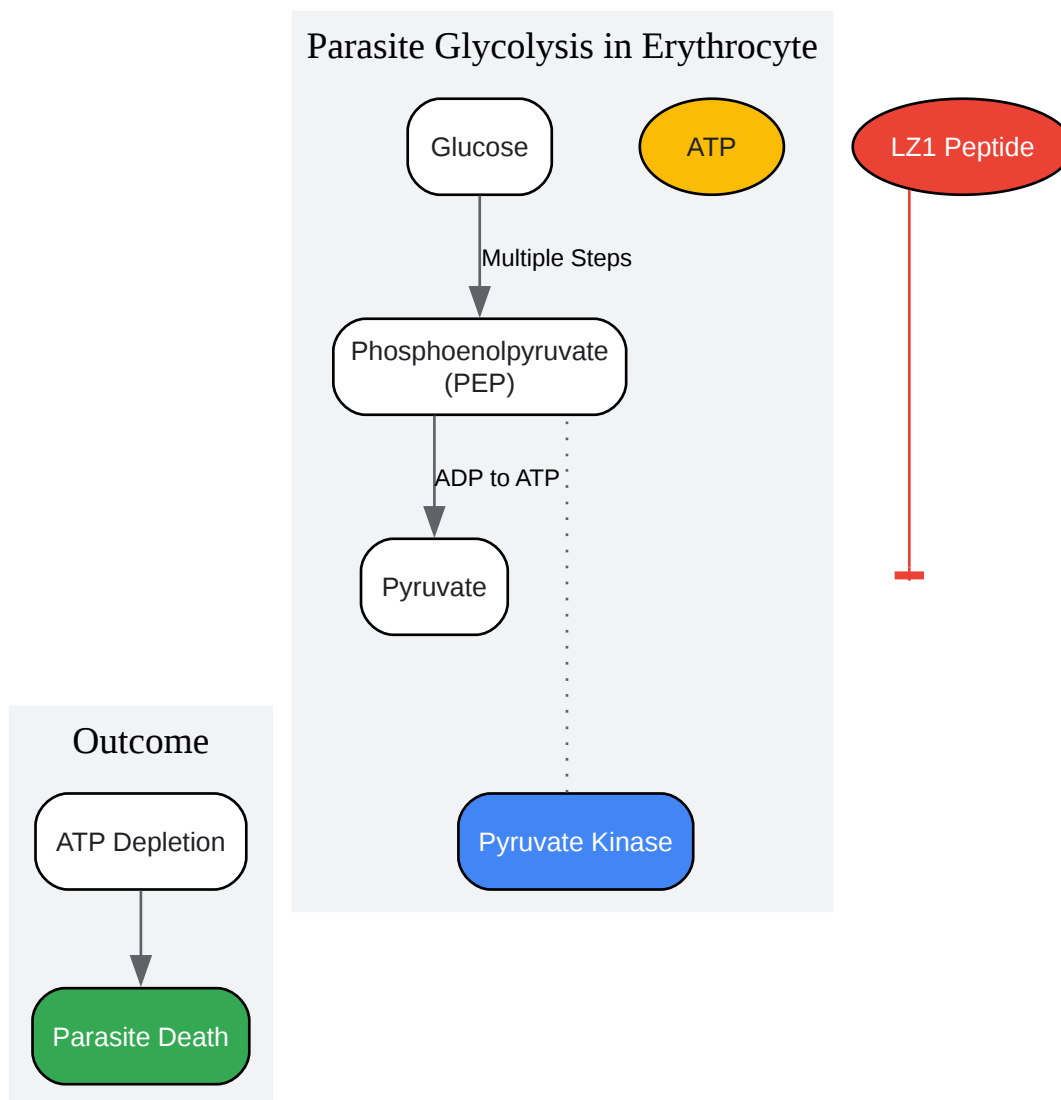 Parasite Glycolysis in Erythrocyte
Glucose
ATP
LZ1 Peptide
Multiple Steps
Phosphoenolpyruvate
(PEP)
ADP to ATP
Pyruvate
Pyruvate Kinase
Outcome
ATP Depletion
Parasite Death